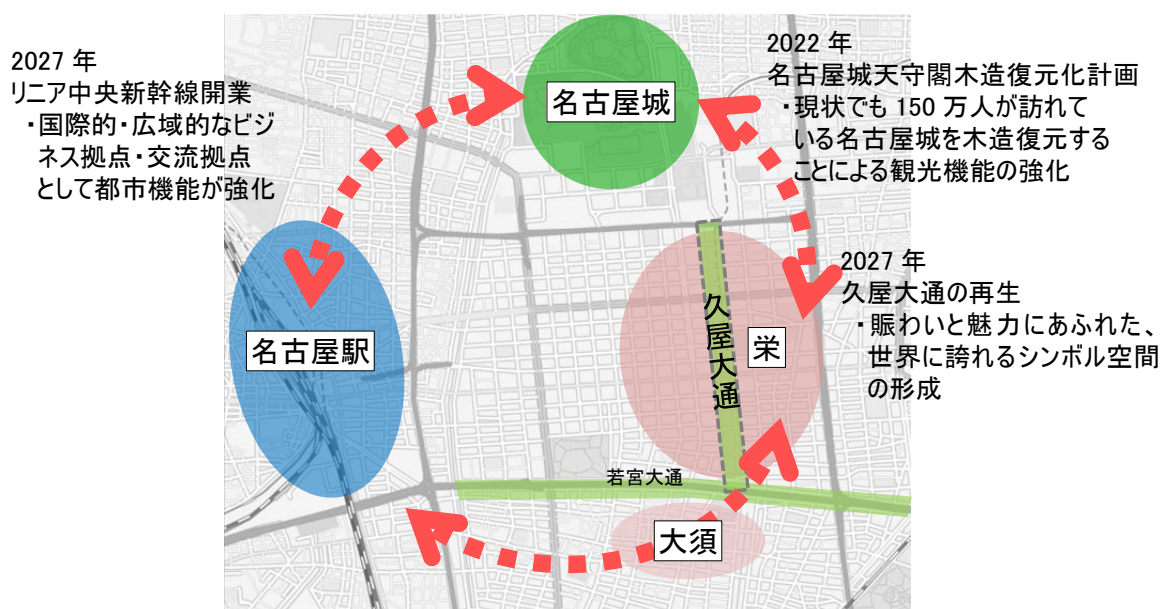 2027 年
リニア中央新幹線開業
・国際的・広域的なビジ
ネス拠点・交流拠点
として都市機能が強化
名古屋城
2022 年
名古屋城天守閣木造復元化計画
・現状でも 150 万人が訪れて
いる名古屋城を木造復元する
ことによる観光機能の強化
名古屋駅
久屋大通
栄
2027 年
久屋大通の再生
・賑わいと魅力にあふれた、
世界に誇れるシンボル空間
の形成
若宮大通
大須